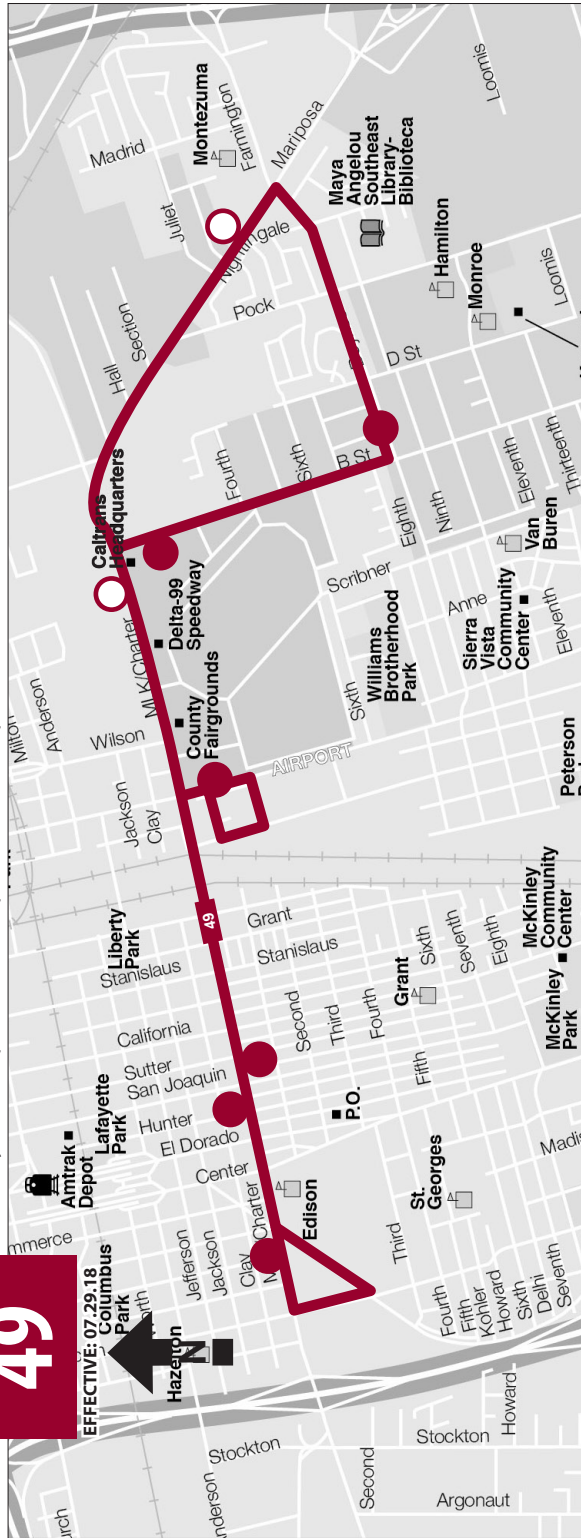 49
EFFECTIVE: 07.29.18
Columbus
Park
Hazelton
Amtrak
Depot
Lafayette
Park
Liberty
Park
Milton
Anderson
Wilson
Jackson
Clay
Stanislaus
California
Sutter
San Joaquin
Hunter
El Dorado
Center
Jefferson
Jackson
Clay
Charter
Edison
49
Grant
Stanislaus
Second
Third
Fourth
Grant
Sixth
Seventh
Eighth
Fifth
P.O.
McKinley
Park
McKinley
Community
Center
St.
Georges
Third
Fourth
Fifth
Kohler
Howard
Sixth
Delhi
Seventh
Stockton
Stockton
Howard
Second
Argonaut
MLK/Charter
County
Fairgrounds
Delta-99
Speedway
Caltrans
Headquarters
AIRPORT
Sixth
Williams
Brotherhood
Park
Scribner
Anne
Sierra
Vista
Community
Center
Eleventh
Peterson
Van
Buren
Fourth
Sixth
B St
Eighth
Ninth
Eleventh
Thirteenth
D St
Hall
Section
Pock
Nightingale
Juliet
Madrid
Montezuma
Farmington
Mariposa
Maya
Angelou
Southeast
Library-
Biblioteca
Hamilton
Monroe
Loomis
Loomis